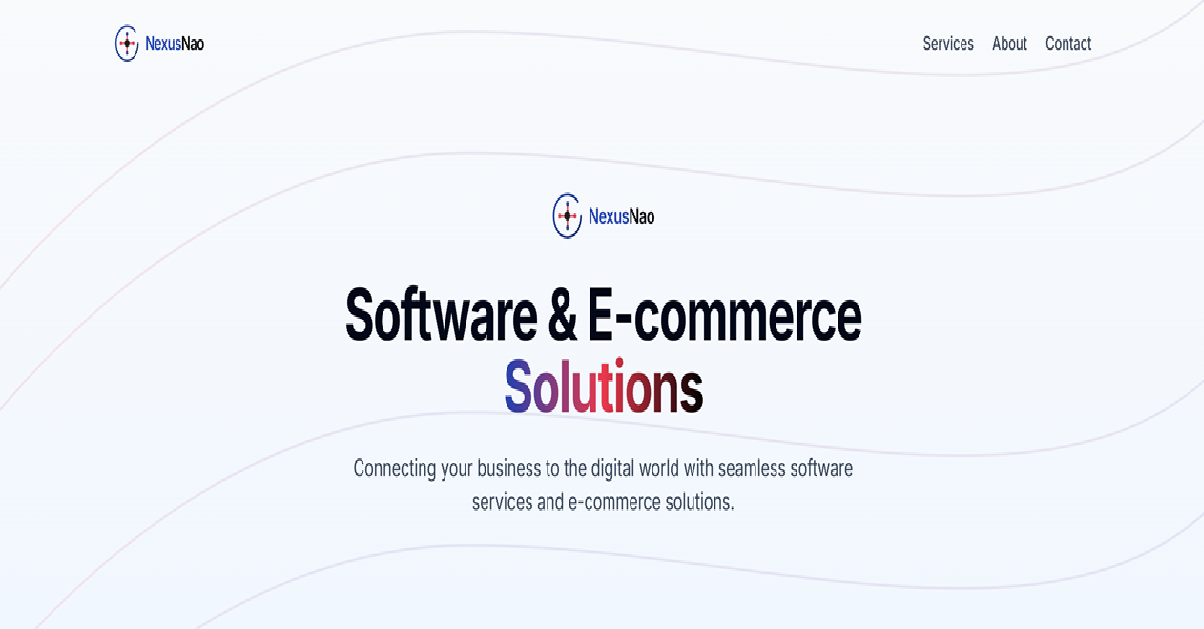 NexusNao
Services About Contact
NexusNao
Software & E-commerce
Solutions
Connecting your business to the digital world with seamless software
services and e-commerce solutions.